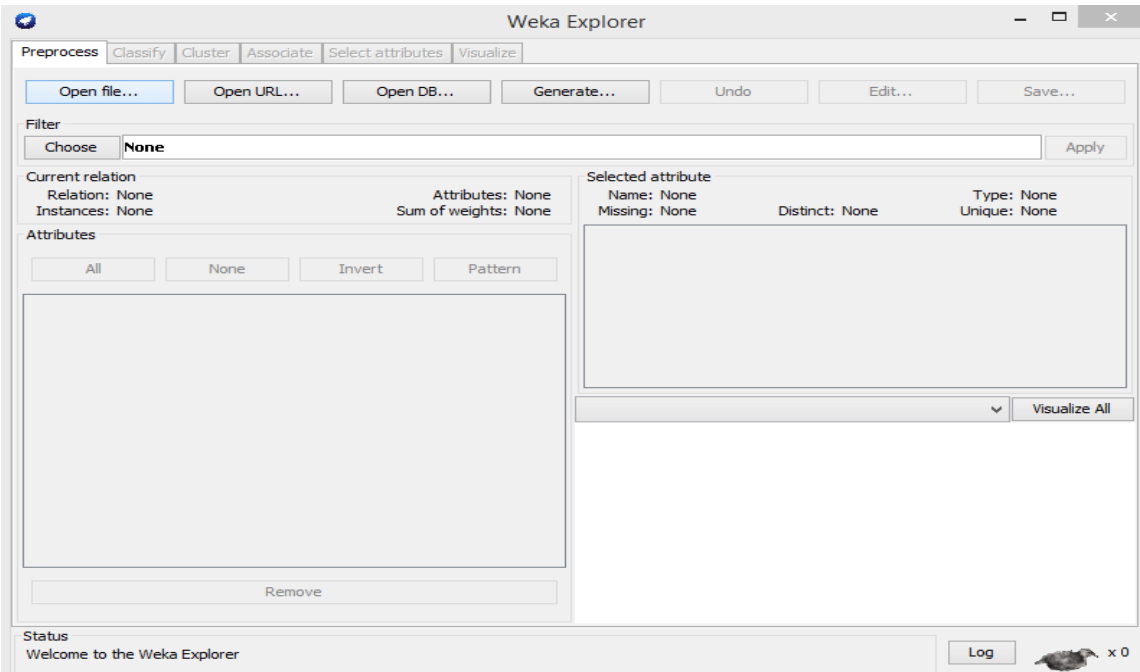 Weka Explorer
Preprocess Classify Cluster Associate Select attributes Visualize
Open file... Open URL... Open DB... Generate... Undo Edit... Save...
Filter
Choose None Apply
Current relation
Relation: None Attributes: None
Instances: None Sum of weights: None
Selected attribute
Name: None Type: None
Missing: None Distinct: None Unique: None
Attributes
All None Invert Pattern
Visualize All
Remove
Status
Welcome to the Weka Explorer
Log x 0